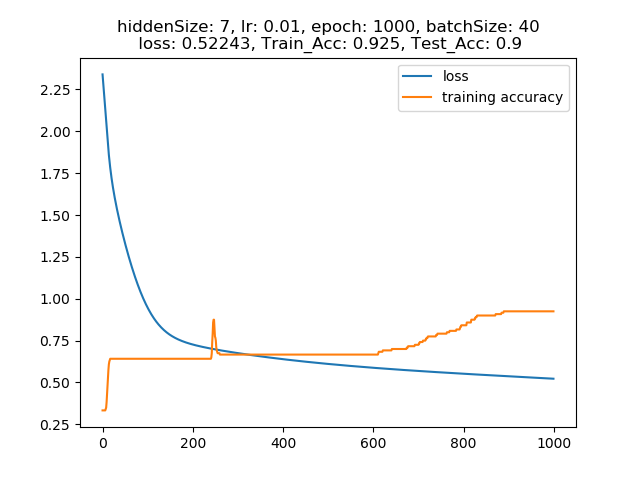 hiddenSize: 7, lr: 0.01, epoch: 1000, batchSize: 40
loss: 0.52243, Train_Acc: 0.925, Test_Acc: 0.9
loss
training accuracy
2.25
2.00
1.75
1.50
1.25
1.00
0.75
0.50
0.25
0 200 400 600 800 1000